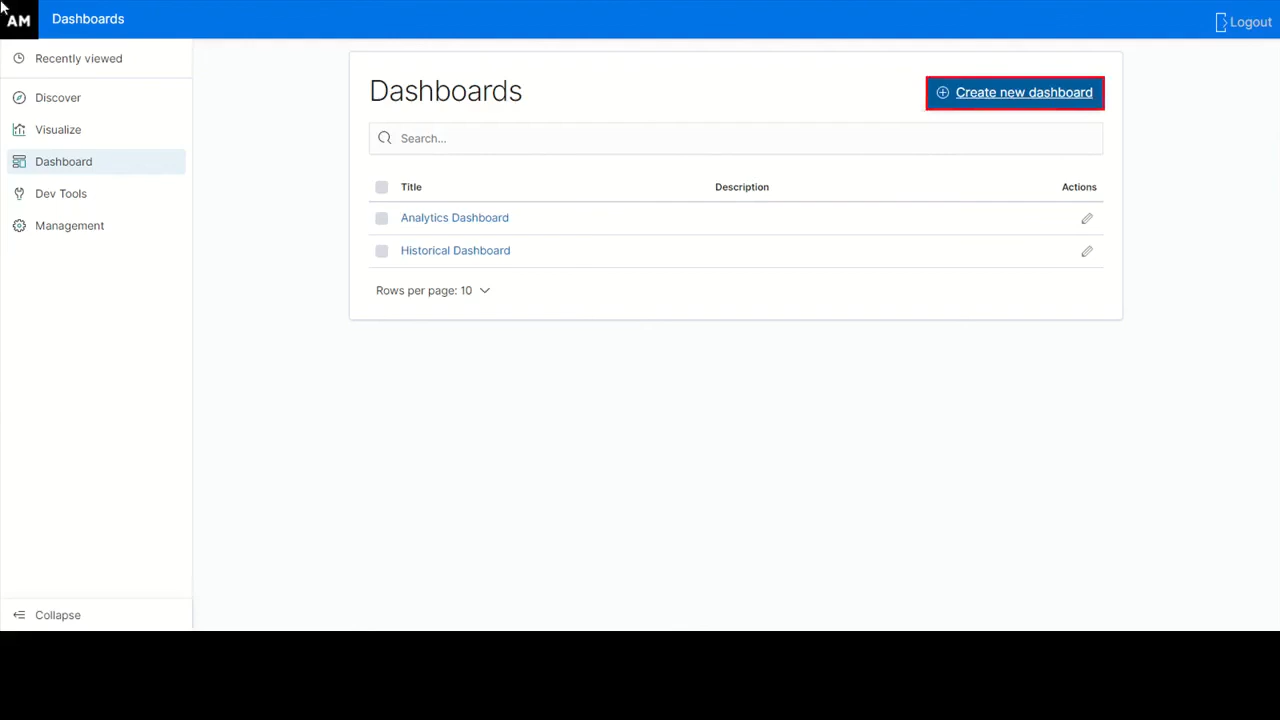 AM Dashboards Logout
Recently viewed
Discover
Visualize
Dashboard
Dev Tools
Management
Collapse
Dashboards
Create new dashboard
Search...
Title Description Actions
Analytics Dashboard
Historical Dashboard
Rows per page: 10